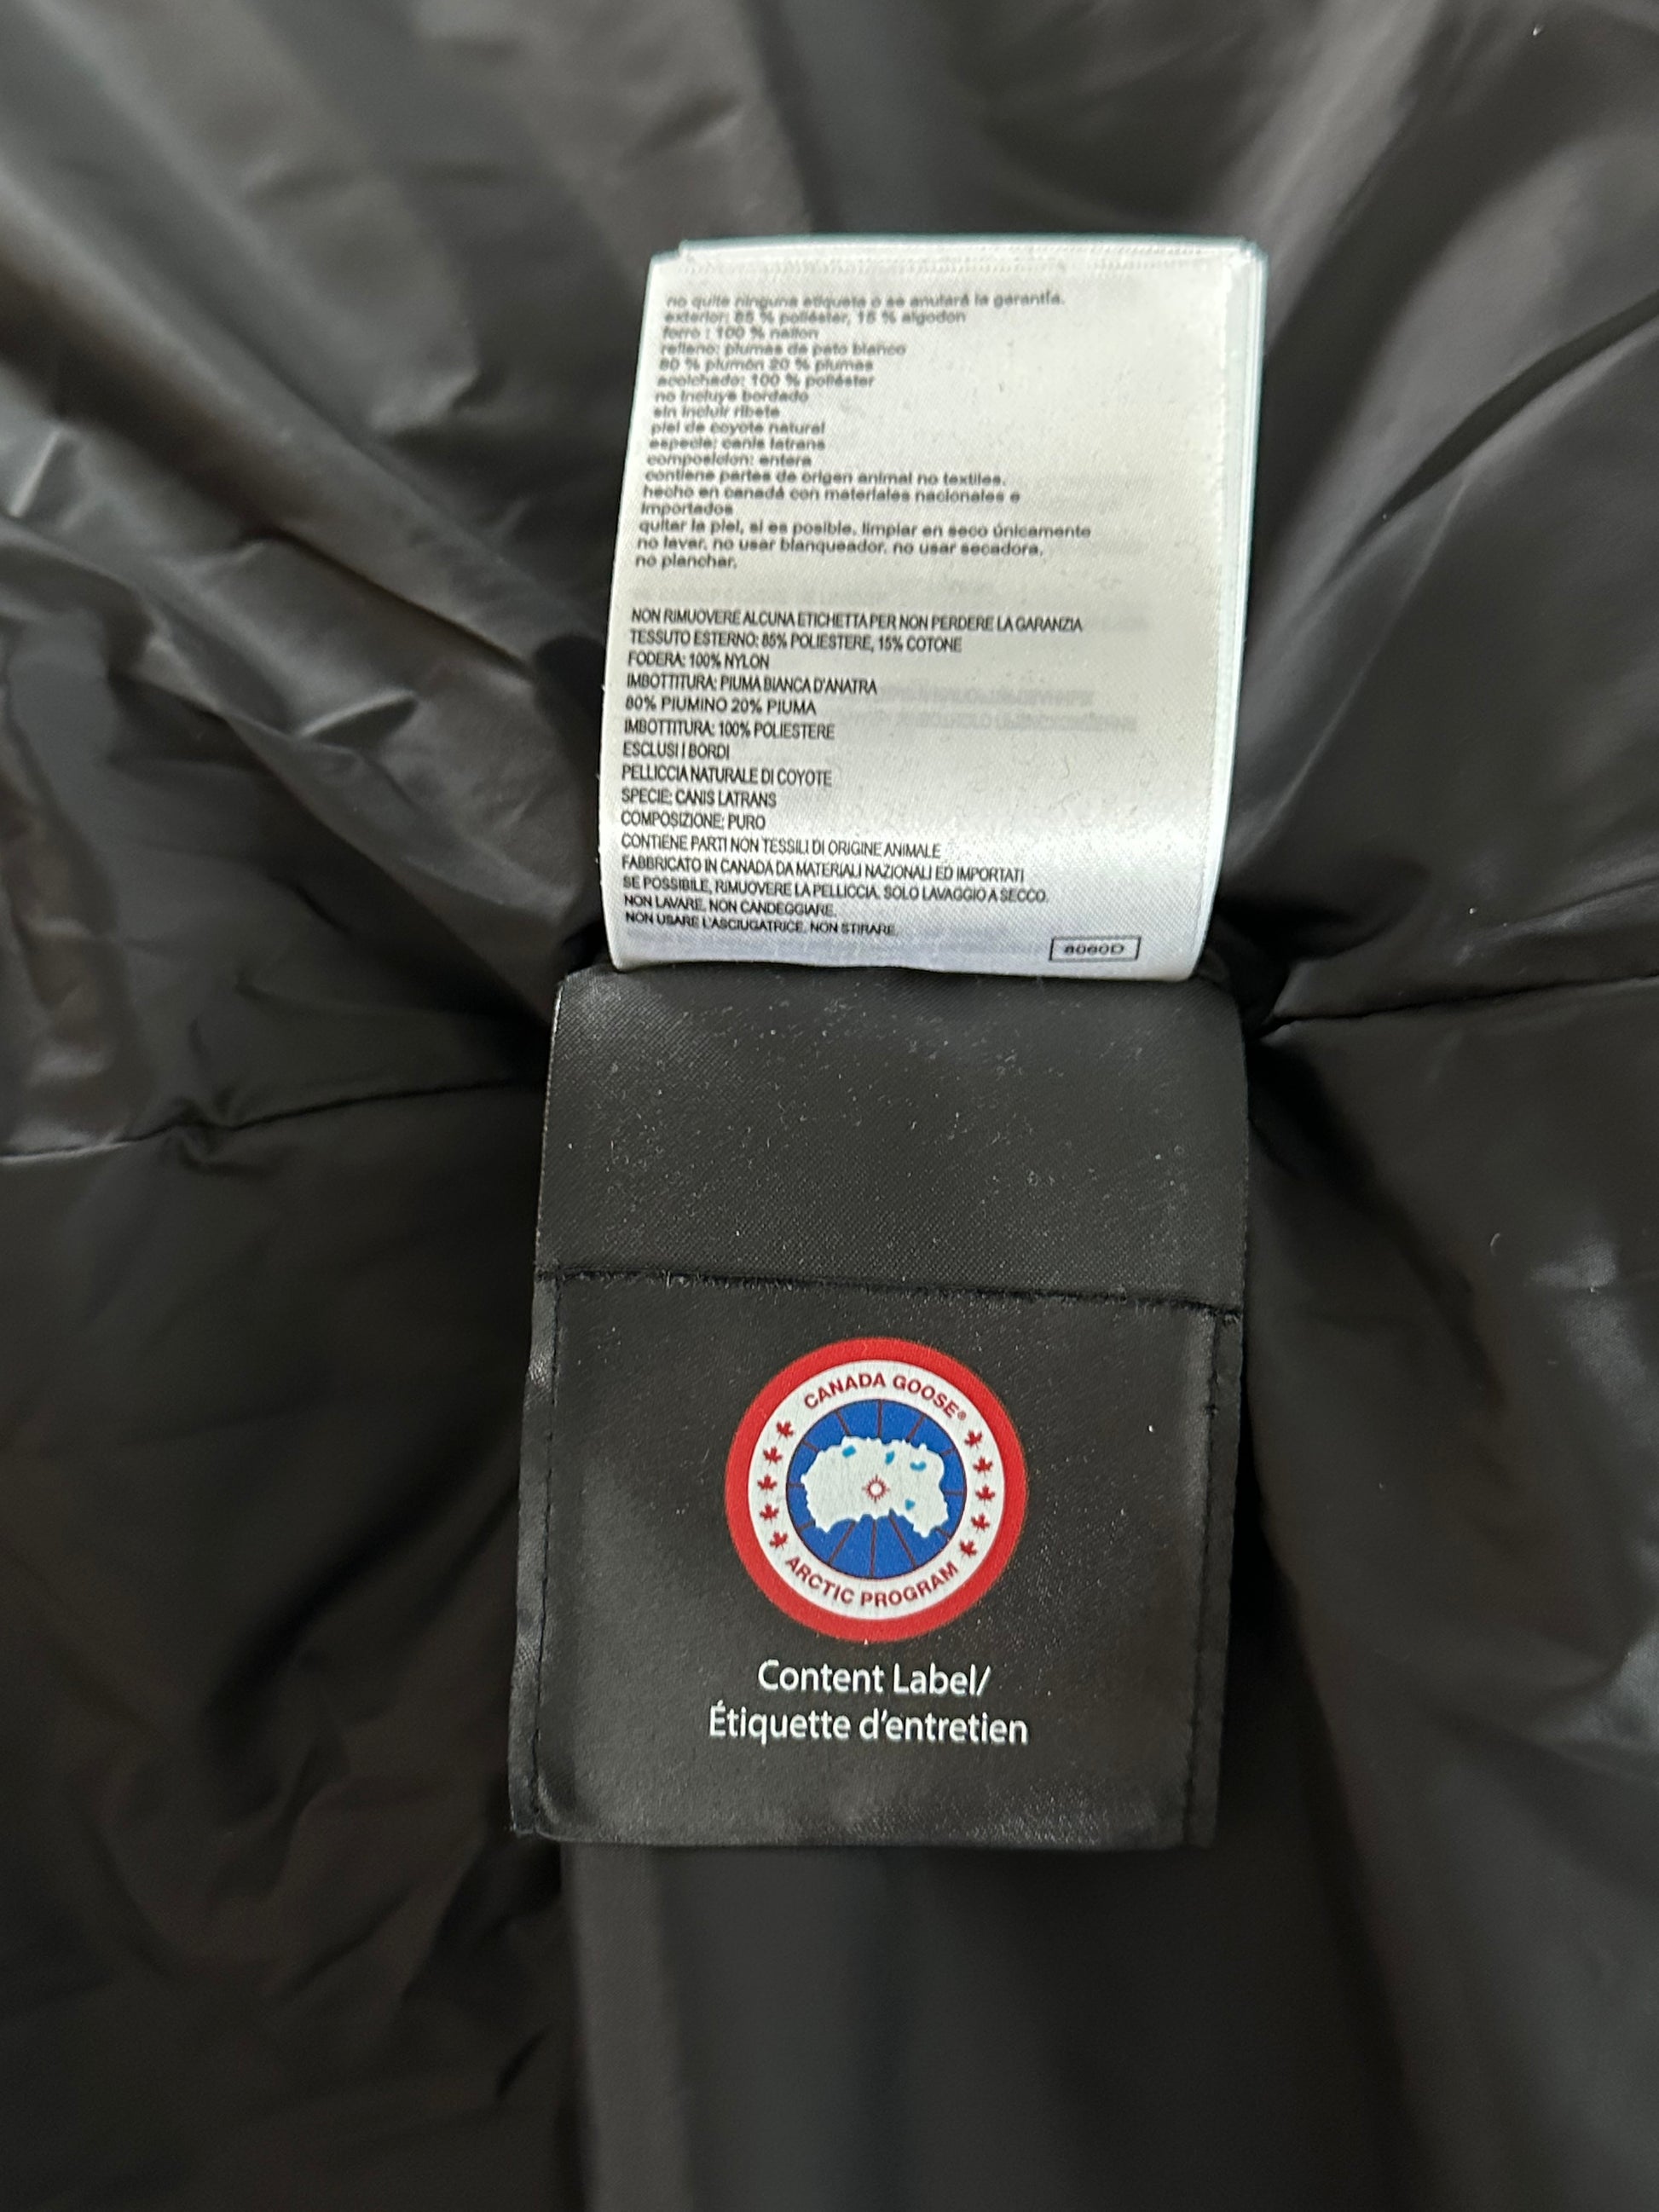 no quite ninguna etiqueta o se anulará la garantía.
exterior: 85 % poliéster, 15 % algodon
forro : 100 % nailon
relleno: plumas de pato blanco
80 % plumón 20 % plumas
acolchado: 100 % poliéster
no incluye bordado
sin incluir ribete
piel de coyote natural
especie: canis latrans
composicion: entera
contiene partes de origen animal no textiles.
hecho en canadá con materiales nacionales e
importados
quitar la piel, si es posible. limpiar en seco únicamente
no lavar. no usar blanqueador. no usar secadora.
no planchar.
NON RIMUOVERE ALCUNA ETICHETTA PER NON PERDERE LA GARANZIA
TESSUTO ESTERNO: 85% POLIESTERE, 15% COTONE
FODERA: 100% NYLON
IMBOTTITURA: PIUMA BIANCA D'ANATRA
80% PIUMINO 20% PIUMA
IMBOTTITURA: 100% POLIESTERE
ESCLUSI I BORDI
PELLICCIA NATURALE DI COYOTE
SPECIE: CANIS LATRANS
COMPOSIZIONE: PURO
CONTIENE PARTI NON TESSILI DI ORIGINE ANIMALE
FABBRICATO IN CANADA DA MATERIALI NAZIONALI ED IMPORTATI
SE POSSIBILE, RIMUOVERE LA PELLICCIA. SOLO LAVAGGIO A SECCO.
NON LAVARE. NON CANDEGGIARE.
NON USARE L'ASCIUGATRICE. NON STIRARE.
CANADA GOOSE®
ARCTIC PROGRAM
Content Label/
Étiquette d'entretien